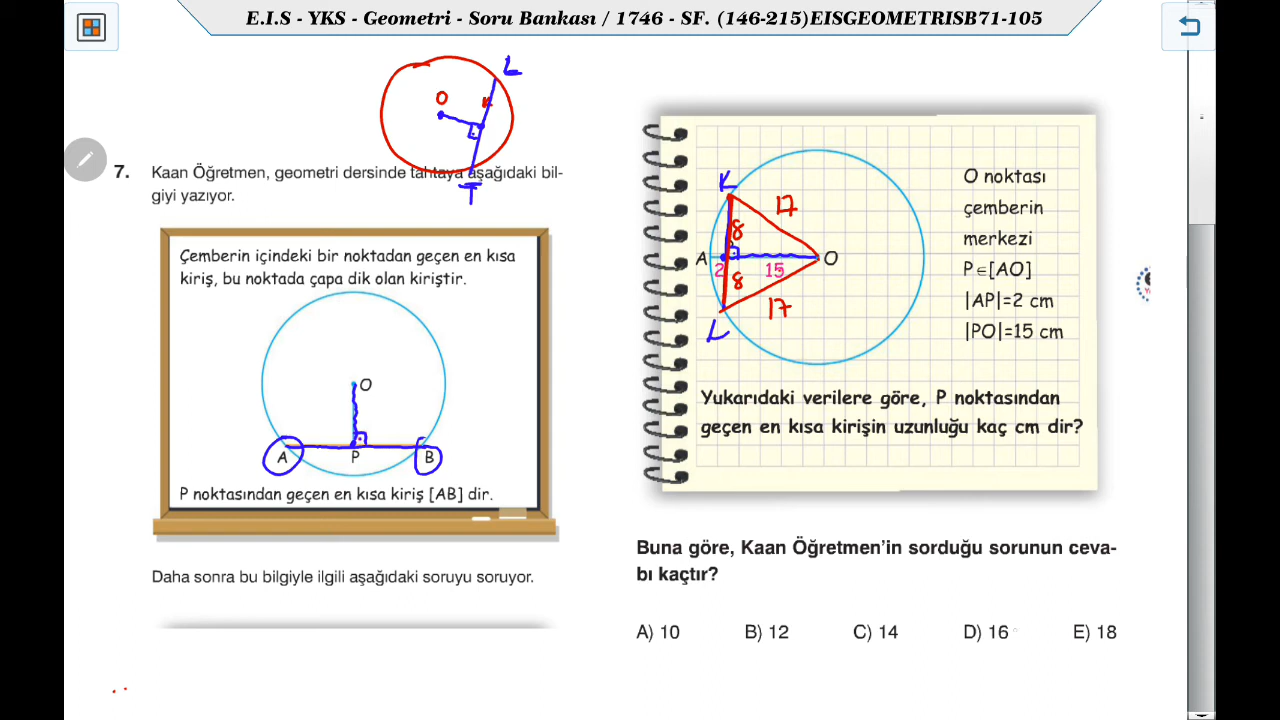 E.I.S - YKS - Geometri - Soru Bankası / 1746 - SF. (146-215)EISGEOMETRISB71-105
L
O
T
7. Kaan Öğretmen, geometri dersinde tahtaya aşağıdaki bil-
giyi yazıyor.
Çemberin içindeki bir noktadan geçen en kısa
kiriş, bu noktada çapa dik olan kiriştir.
O
A P B
P noktasından geçen en kısa kiriş [AB] dir.
Daha sonra bu bilgiyle ilgili aşağıdaki soruyu soruyor.
K
17
8
A O
2 15
8
17
L
O noktası
çemberin
merkezi
P∈[AO]
|AP|=2 cm
|PO|=15 cm
Yukarıdaki verilere göre, P noktasından
geçen en kısa kirişin uzunluğu kaç cm dir?
Buna göre, Kaan Öğretmen'in sorduğu sorunun ceva-
bı kaçtır?
A) 10 B) 12 C) 14 D) 16 E) 18